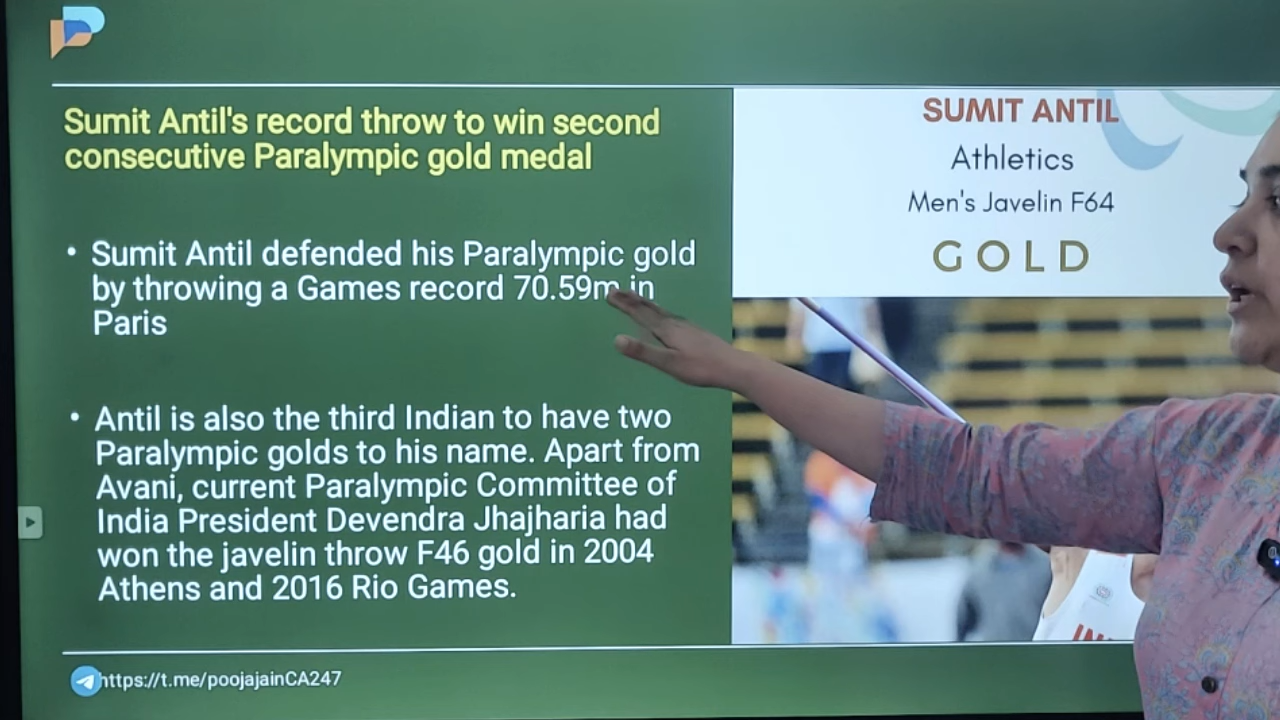 Sumit Antil's record throw to win second
consecutive Paralympic gold medal
• Sumit Antil defended his Paralympic gold
by throwing a Games record 70.59m in
Paris
• Antil is also the third Indian to have two
Paralympic golds to his name. Apart from
Avani, current Paralympic Committee of
India President Devendra Jhajharia had
won the javelin throw F46 gold in 2004
Athens and 2016 Rio Games.
https://t.me/poojajainCA247
SUMIT ANTIL
Athletics
Men's Javelin F64
GOLD